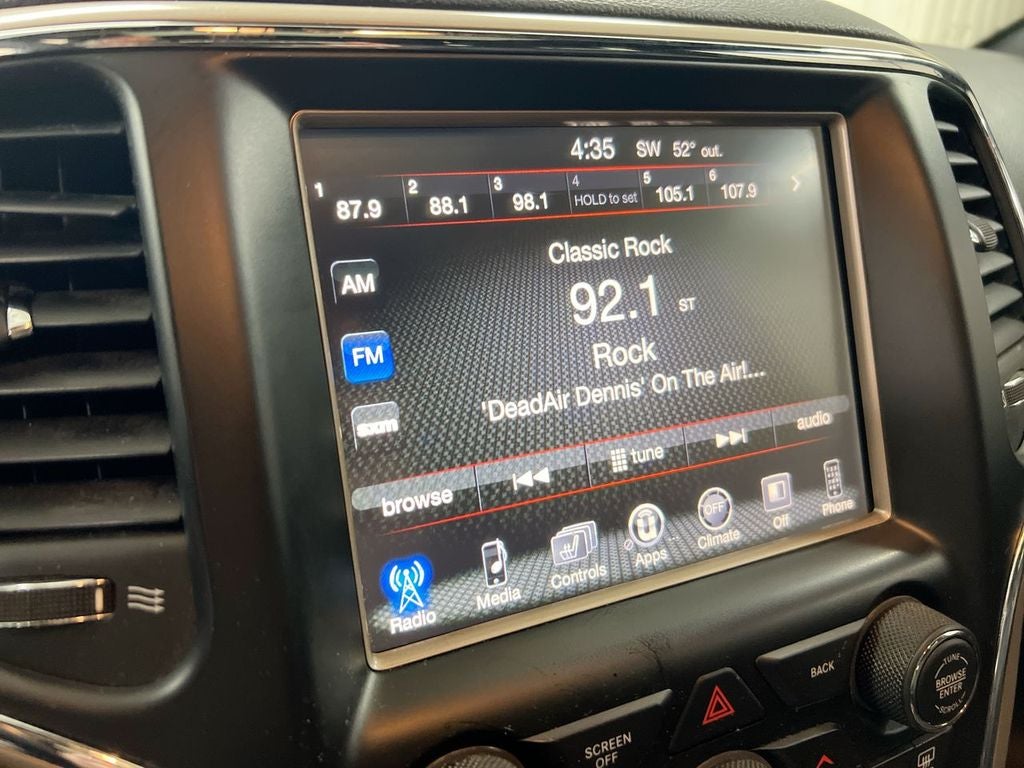 4:35 SW 52° out.
1 87.9 2 88.1 3 98.1 4 HOLD to set 5 105.1 6 107.9
Classic Rock
AM
92.1 ST
FM
Rock
'DeadAir Dennis' On The Air!...
browse tune audio
Radio Media Controls Apps OFF Climate Off Phone
BACK
TUNE
BROWSE
ENTER
SCROLL
SCREEN
OFF